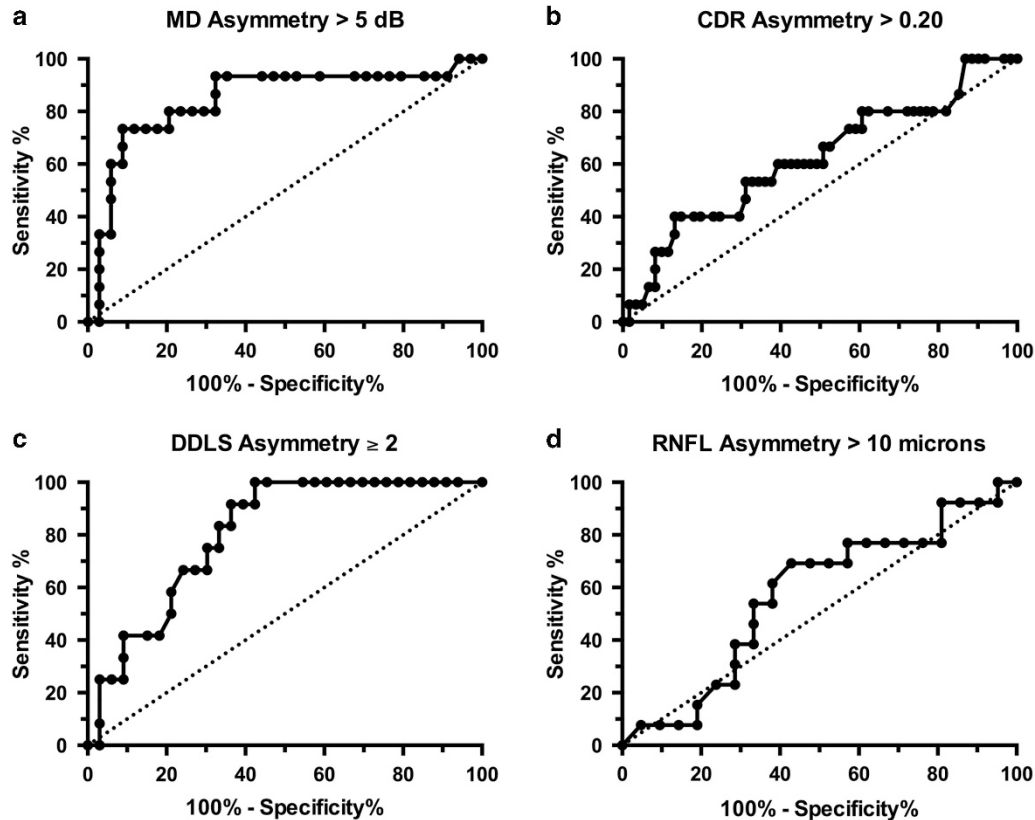 a MD Asymmetry > 5 dB
100
80
60
40
20
0
Sensitivity %
0 20 40 60 80 100
100% - Specificity%
b CDR Asymmetry > 0.20
100
80
60
40
20
0
Sensitivity %
0 20 40 60 80 100
100% - Specificity%
c DDLS Asymmetry ≥ 2
100
80
60
40
20
0
Sensitivity %
0 20 40 60 80 100
100% - Specificity%
d RNFL Asymmetry > 10 microns
100
80
60
40
20
0
Sensitivity %
0 20 40 60 80 100
100% - Specificity%